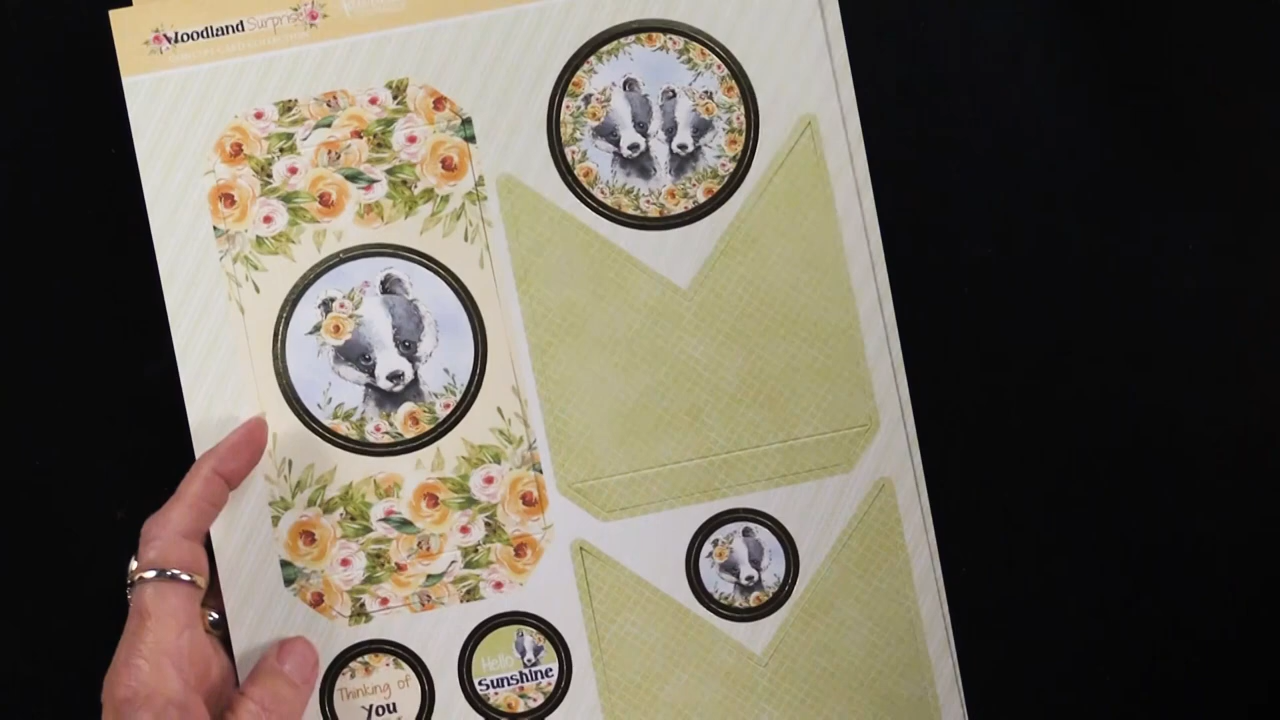 Woodland Surprise
Thinking of
You
Hello
Sunshine